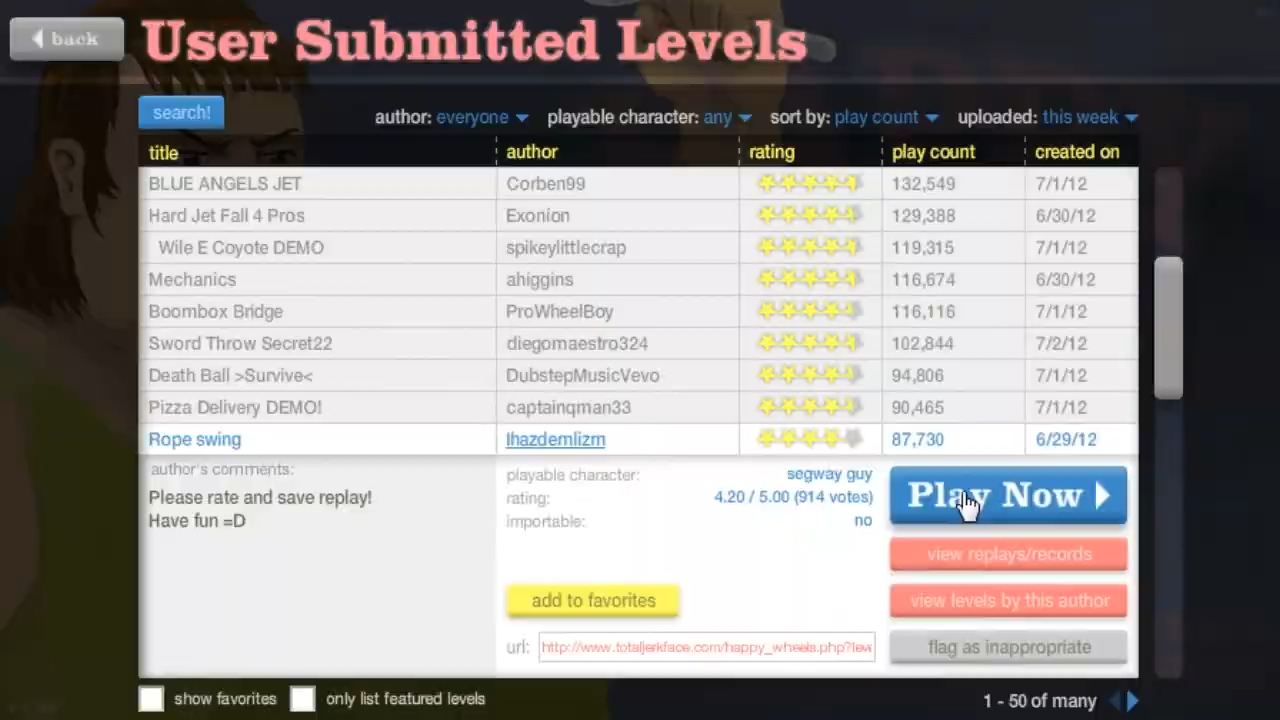 back
User Submitted Levels
search!
author: everyone
playable character: any
sort by: play count
uploaded: this week
title author rating play count created on
BLUE ANGELS JET Corben99 132,549 7/1/12
Hard Jet Fall 4 Pros Exonion 129,388 6/30/12
Wile E Coyote DEMO spikeylittlecrap 119,315 7/1/12
Mechanics ahiggins 116,674 6/30/12
Boombox Bridge ProWheelBoy 116,116 7/1/12
Sword Throw Secret22 diegomaestro324 102,844 7/2/12
Death Ball >Survive< DubstepMusicVevo 94,806 7/1/12
Pizza Delivery DEMO! captainqman33 90,465 7/1/12
Rope swing Ihazdemlizm 87,730 6/29/12
author's comments:
Please rate and save replay!
Have fun =D
playable character: segway guy
rating: 4.20 / 5.00 (914 votes)
importable: no
add to favorites
url: http://www.totaljerkface.com/happy_wheels.php?lev
Play Now
view replays/records
view levels by this author
flag as inappropriate
show favorites
only list featured levels
1 - 50 of many